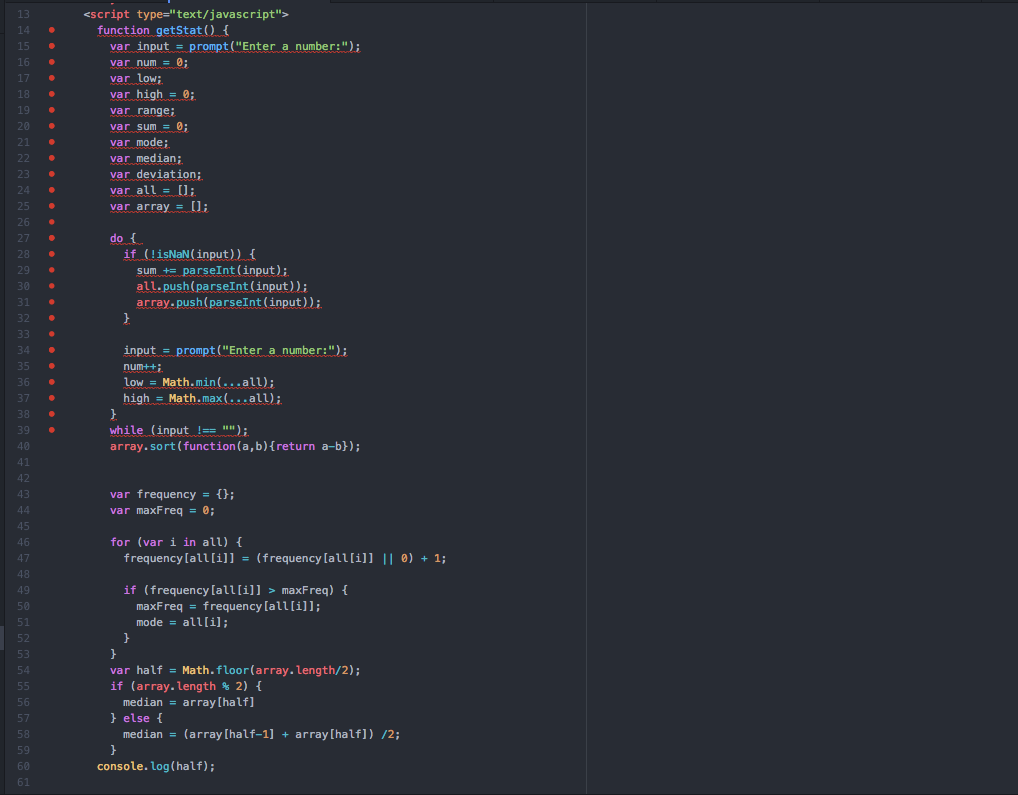 13 <script type="text/javascript">
14 function getStat() {
15 var input = prompt("Enter a number:");
16 var num = 0;
17 var low;
18 var high = 0;
19 var range;
20 var sum = 0;
21 var mode;
22 var median;
23 var deviation;
24 var all = [];
25 var array = [];
26
27 do {
28 if (!isNaN(input)) {
29 sum += parseInt(input);
30 all.push(parseInt(input));
31 array.push(parseInt(input));
32 }
33
34 input = prompt("Enter a number:");
35 num++;
36 low = Math.min(...all);
37 high = Math.max(...all);
38 }
39 while (input !== "");
40 array.sort(function(a,b){return a-b});
41
42
43 var frequency = {};
44 var maxFreq = 0;
45
46 for (var i in all) {
47 frequency[all[i]] = (frequency[all[i]] || 0) + 1;
48
49 if (frequency[all[i]] > maxFreq) {
50 maxFreq = frequency[all[i]];
51 mode = all[i];
52 }
53 }
54 var half = Math.floor(array.length/2);
55 if (array.length % 2) {
56 median = array[half]
57 } else {
58 median = (array[half-1] + array[half]) /2;
59 }
60 console.log(half);
61